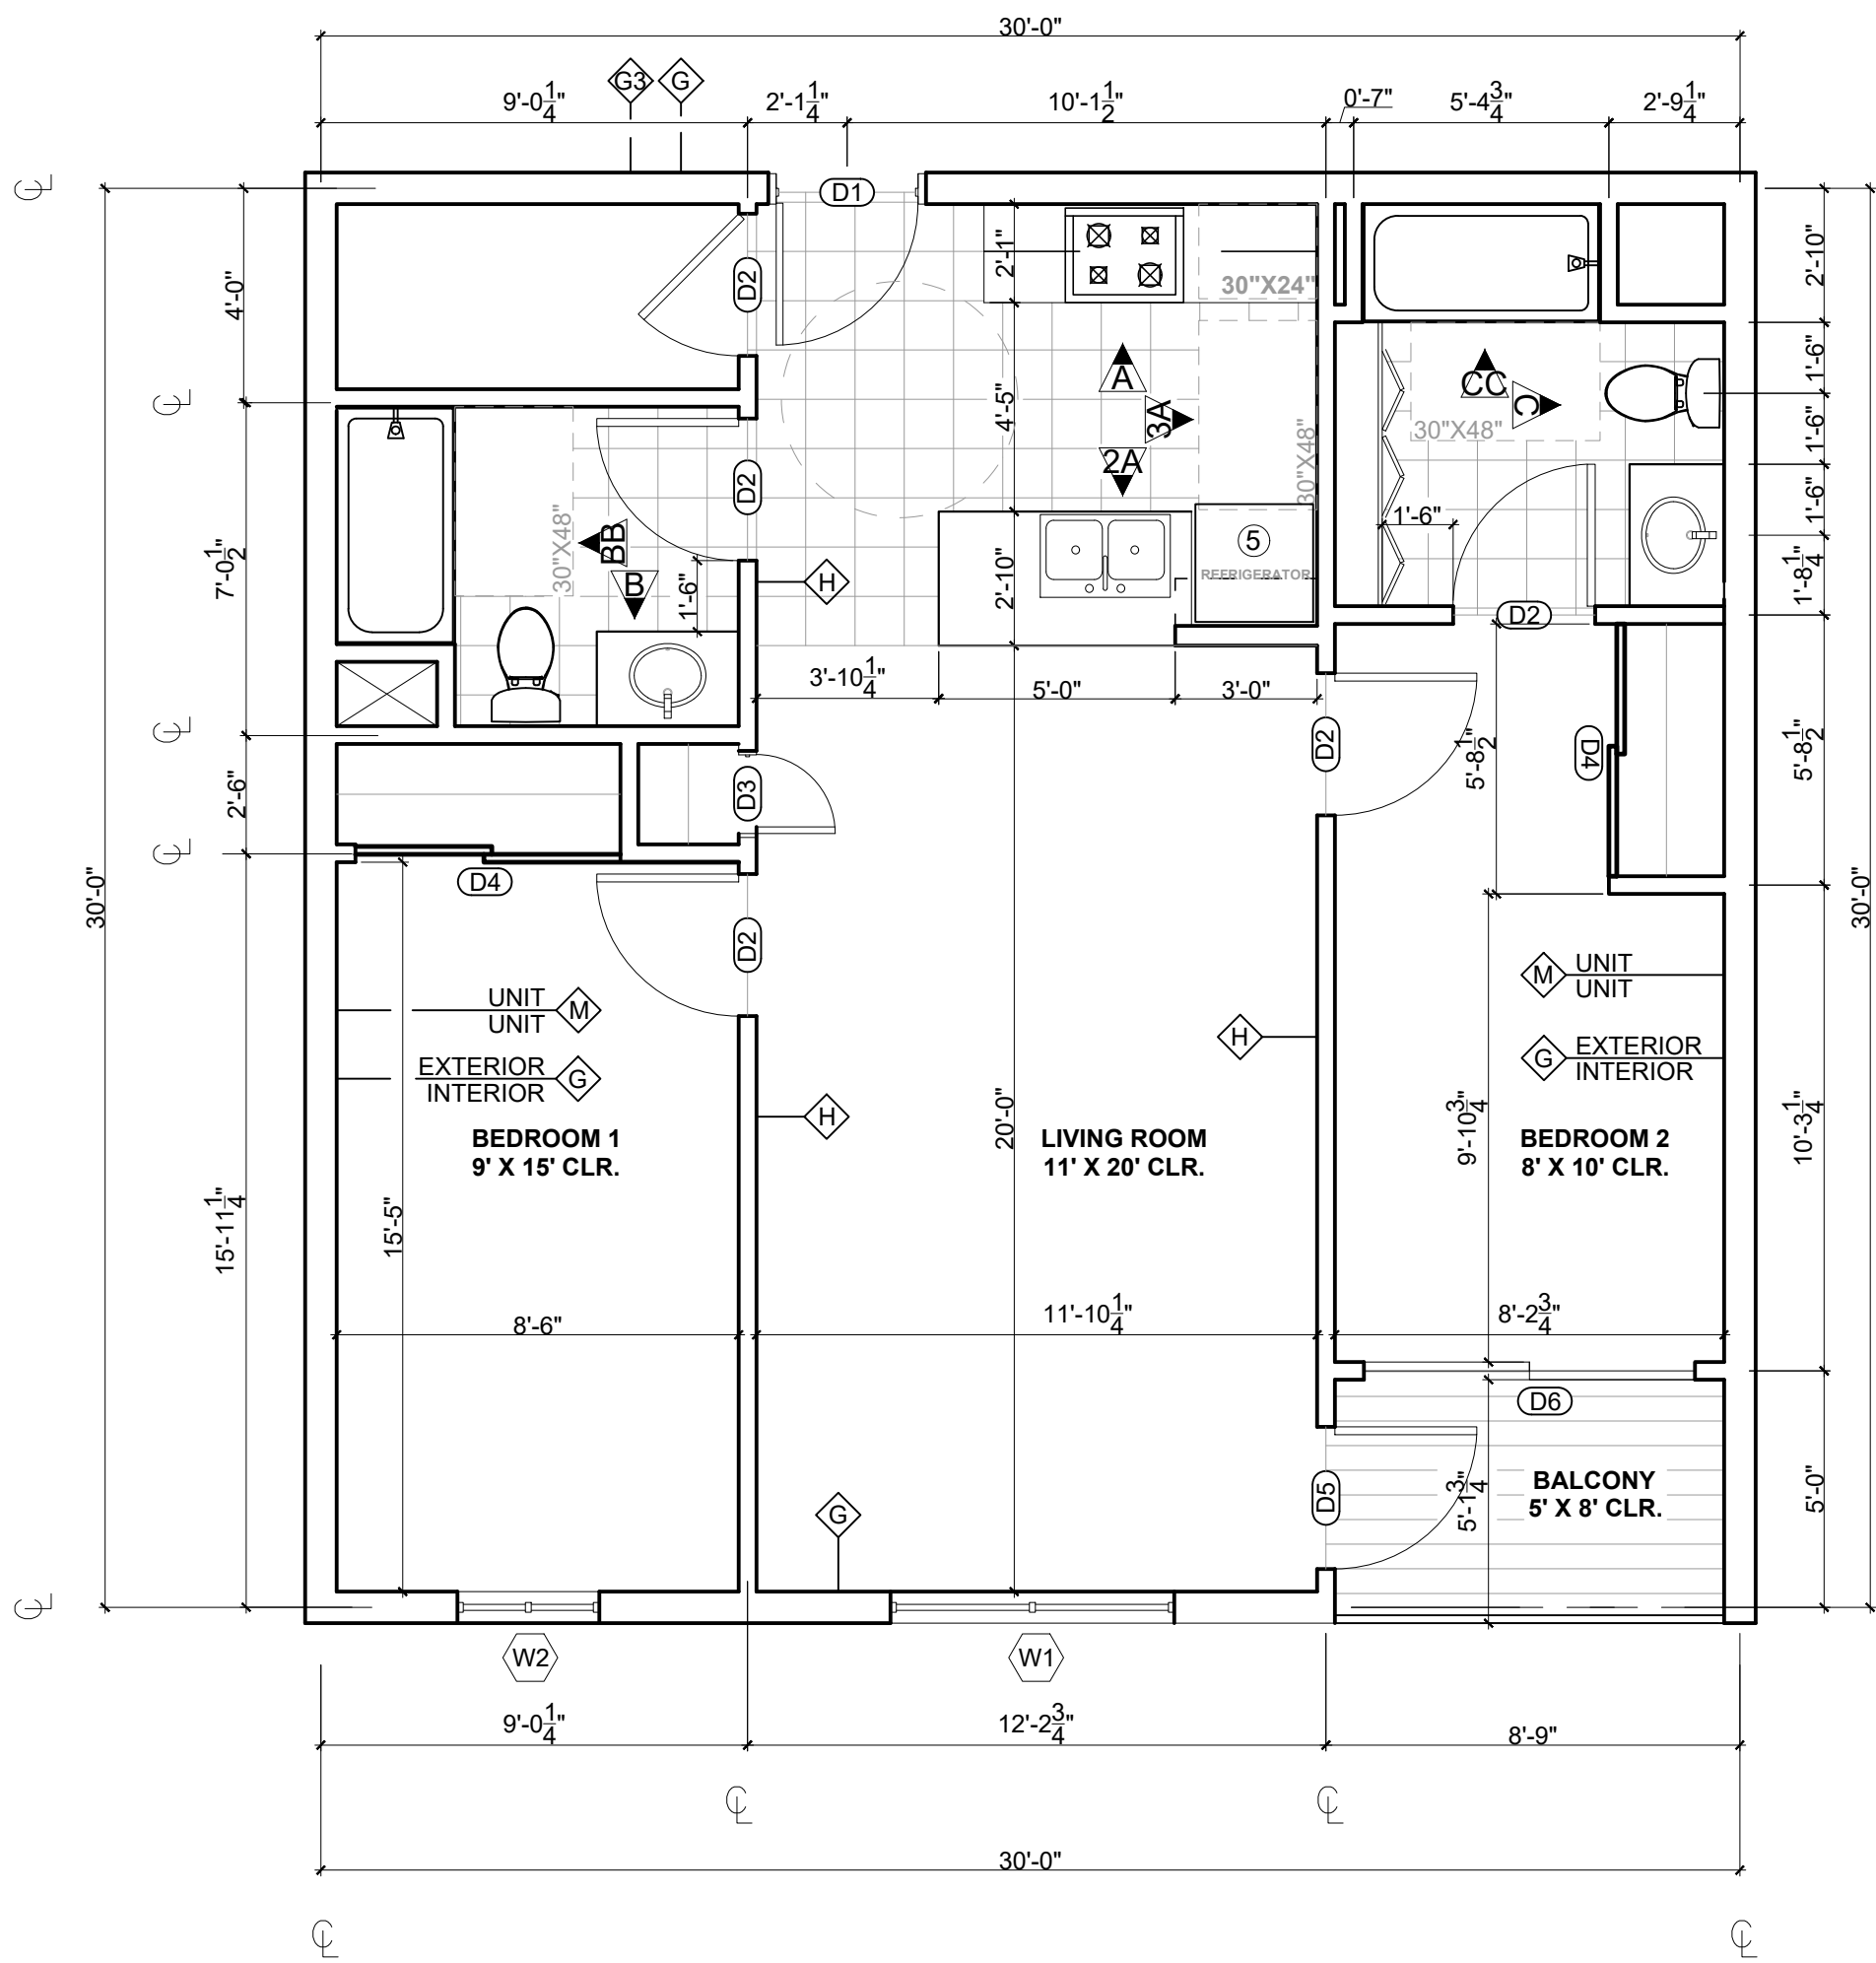 30'-0"
G3
G
9'-0 1/4"
2'-1 1/4"
10'-1 1/2"
0'-7"
5'-4 3/4"
2'-9 1/4"
℄
D1
4'-0"
D2
2'-1"
30"X24"
2'-10"
A
3A
2A
4'-5"
30"X48"
CC
C
30"X48"
1'-6"
1'-6"
1'-6"
1'-6"
1'-8 1/4"
℄
D2
7'-0 1/2"
30"X48"
BB
B
1'-6"
H
2'-10"
5
REFRIGERATOR
D2
3'-10 1/4"
5'-0"
3'-0"
℄
2'-6"
D3
D2
5'-8 1/2"
D4
5'-8 1/2"
℄
D4
30'-0"
D2
30'-0"
UNIT
UNIT
M
EXTERIOR
INTERIOR
G
H
M
UNIT
UNIT
G
EXTERIOR
INTERIOR
H
BEDROOM 1
9' X 15' CLR.
20'-0"
LIVING ROOM
11' X 20' CLR.
9'-10 3/4"
BEDROOM 2
8' X 10' CLR.
10'-3 1/4"
15'-11 1/4"
15'-5"
8'-6"
11'-10 1/4"
8'-2 3/4"
D6
G
D5
5'-1 3/4"
BALCONY
5' X 8' CLR.
5'-0"
℄
W2
W1
9'-0 1/4"
12'-2 3/4"
8'-9"
℄
℄
30'-0"
℄
℄